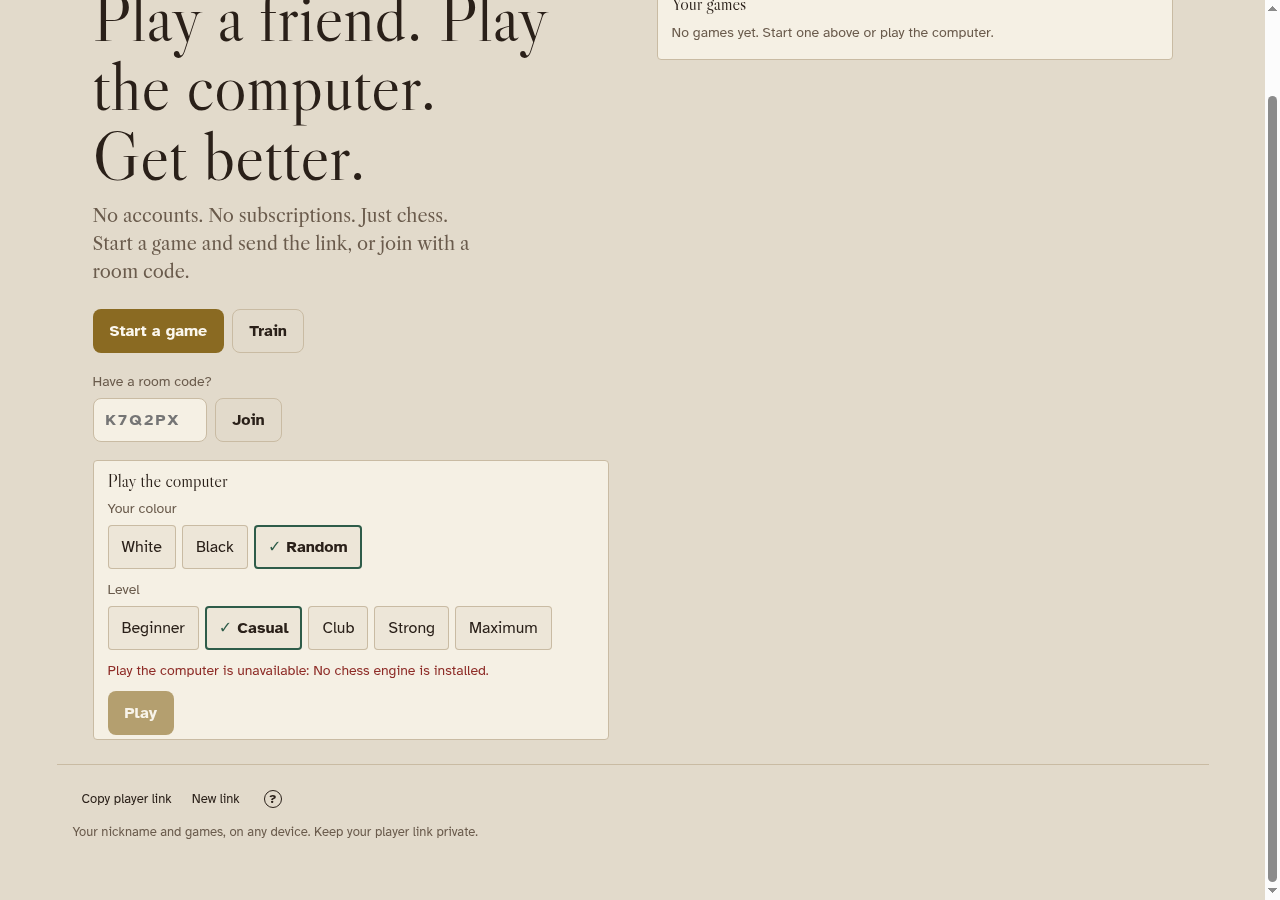 Play a friend. Play
the computer.
Get better.
No accounts. No subscriptions. Just chess.
Start a game and send the link, or join with a
room code.
Start a game Train
Have a room code?
K7Q2PX Join
Play the computer
Your colour
White Black ✓ Random
Level
Beginner ✓ Casual Club Strong Maximum
Play the computer is unavailable: No chess engine is installed.
Play
Your games
No games yet. Start one above or play the computer.
Copy player link New link ?
Your nickname and games, on any device. Keep your player link private.